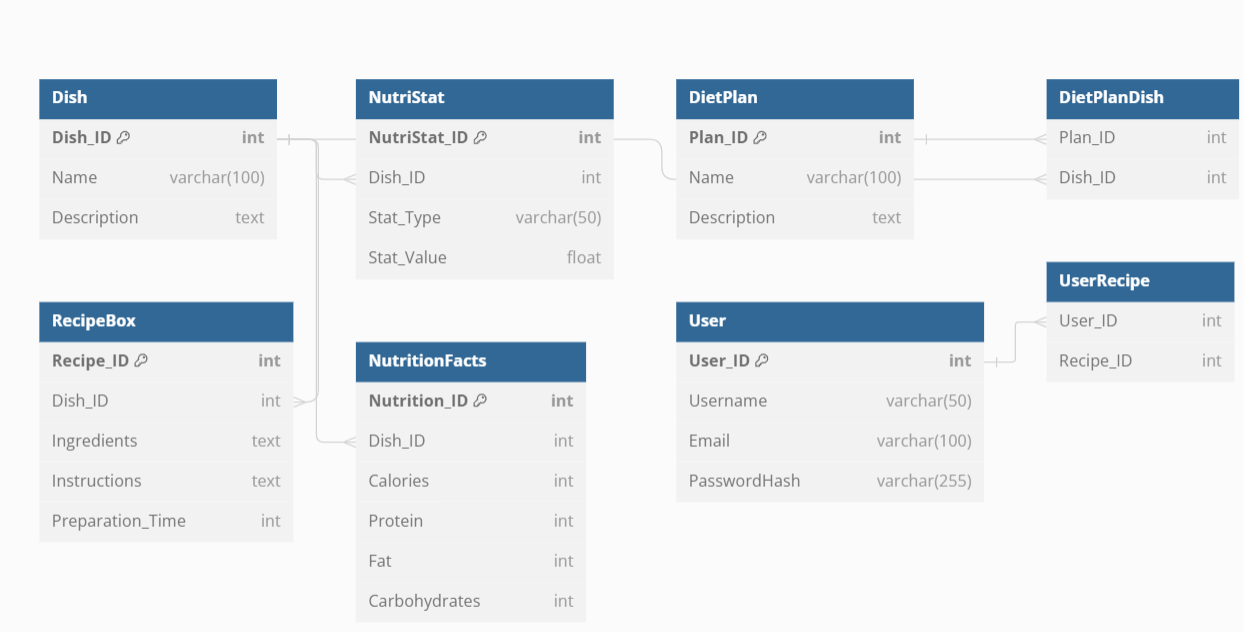 Dish
Dish_ID int
Name varchar(100)
Description text
NutriStat
NutriStat_ID int
Dish_ID int
Stat_Type varchar(50)
Stat_Value float
DietPlan
Plan_ID int
Name varchar(100)
Description text
DietPlanDish
Plan_ID int
Dish_ID int
RecipeBox
Recipe_ID int
Dish_ID int
Ingredients text
Instructions text
Preparation_Time int
NutritionFacts
Nutrition_ID int
Dish_ID int
Calories int
Protein int
Fat int
Carbohydrates int
User
User_ID int
Username varchar(50)
Email varchar(100)
PasswordHash varchar(255)
UserRecipe
User_ID int
Recipe_ID int